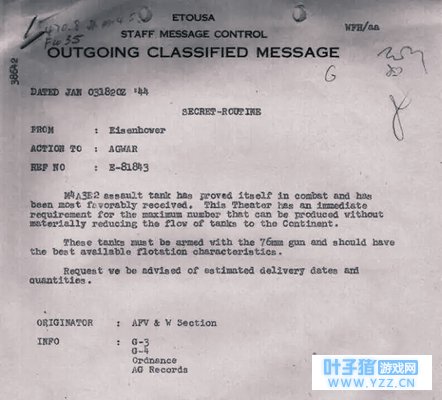 ETOUSA
WFH/aa
STAFF MESSAGE CONTROL
OUTGOING CLASSIFIED MESSAGE
38642
G
DATED JAN 031820Z '44
SECRET-ROUTINE
FROM : Eisenhower
ACTION TO : AGWAR
REF NO : E-81843
M4A3E2 assault tank has proved itself in combat and has
been most favorably received. This Theater has an immediate
requirement for the maximum number that can be produced without
materially reducing the flow of tanks to the Continent.
These tanks must be armed with the 76mm gun and should have
the best available flotation characteristics.
Request we be advised of estimated delivery dates and
quantities.
ORIGINATOR : AFV & W Section
INFO : G-3
G-4
Ordnance
AG Records
叶子猪游戏网
WWW.YZZ.CN